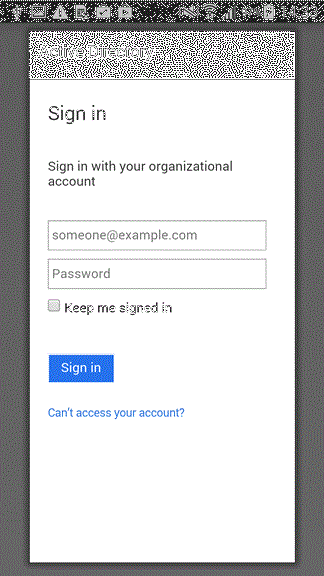 Sign in
Sign in with your organizational
account
someone@example.com
Password
Keep me signed in
Sign in
Can't access your account?